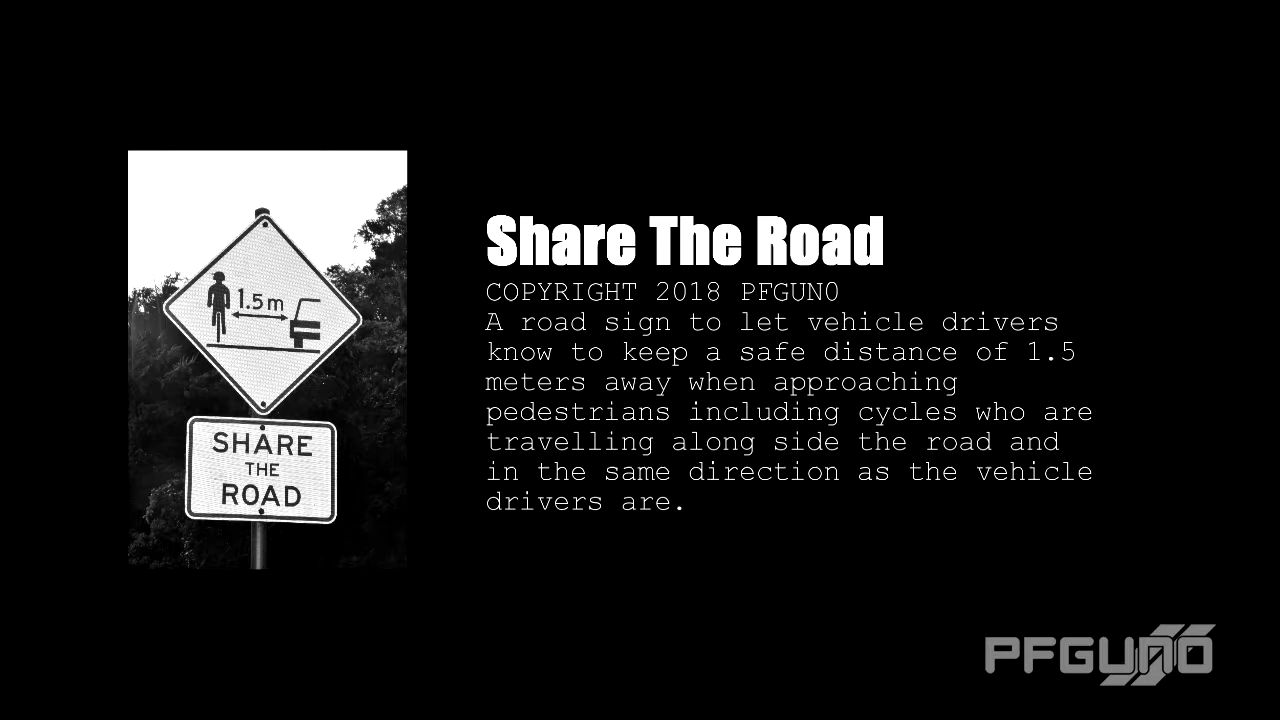 1.5m
SHARE
THE
ROAD
Share The Road
COPYRIGHT 2018 PFGUN0
A road sign to let vehicle drivers
know to keep a safe distance of 1.5
meters away when approaching
pedestrians including cycles who are
travelling along side the road and
in the same direction as the vehicle
drivers are.
PFGUN0